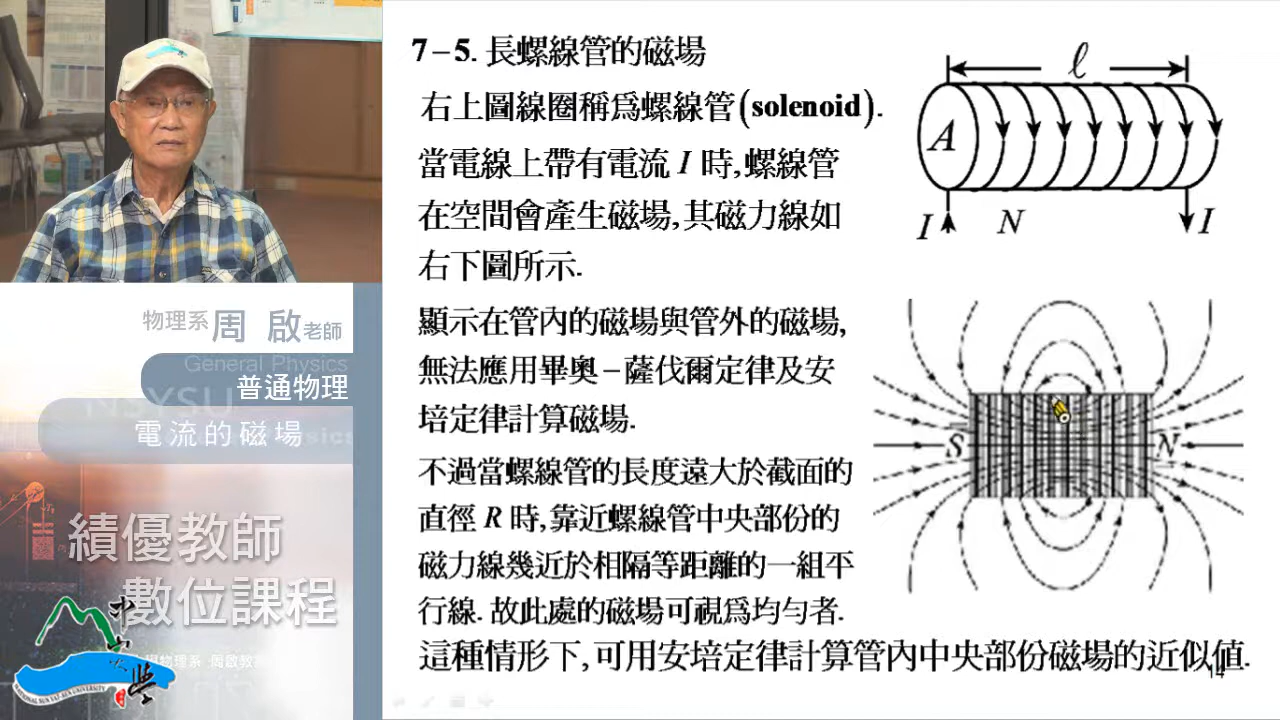 7-5. 長螺線管的磁場
右上圖線圈稱為螺線管(solenoid).
當電線上帶有電流 I 時,螺線管
在空間會產生磁場,其磁力線如
右下圖所示.
顯示在管內的磁場與管外的磁場,
無法應用畢奧-薩伐爾定律及安
培定律計算磁場.
不過當螺線管的長度遠大於截面的
直徑 R 時,靠近螺線管中央部份的
磁力線幾近於相隔等距離的一組平
行線. 故此處的磁場可視為均勻者.
這種情形下,可用安培定律計算管內中央部份磁場的近似值.
14
ℓ
A
I N I
S N
物理系 周 啟 老師
General Physics
普通物理
NSYSU
電流的磁場
績優教師
數位課程
中山大學
NATIONAL SUN YAT-SEN UNIVERSITY